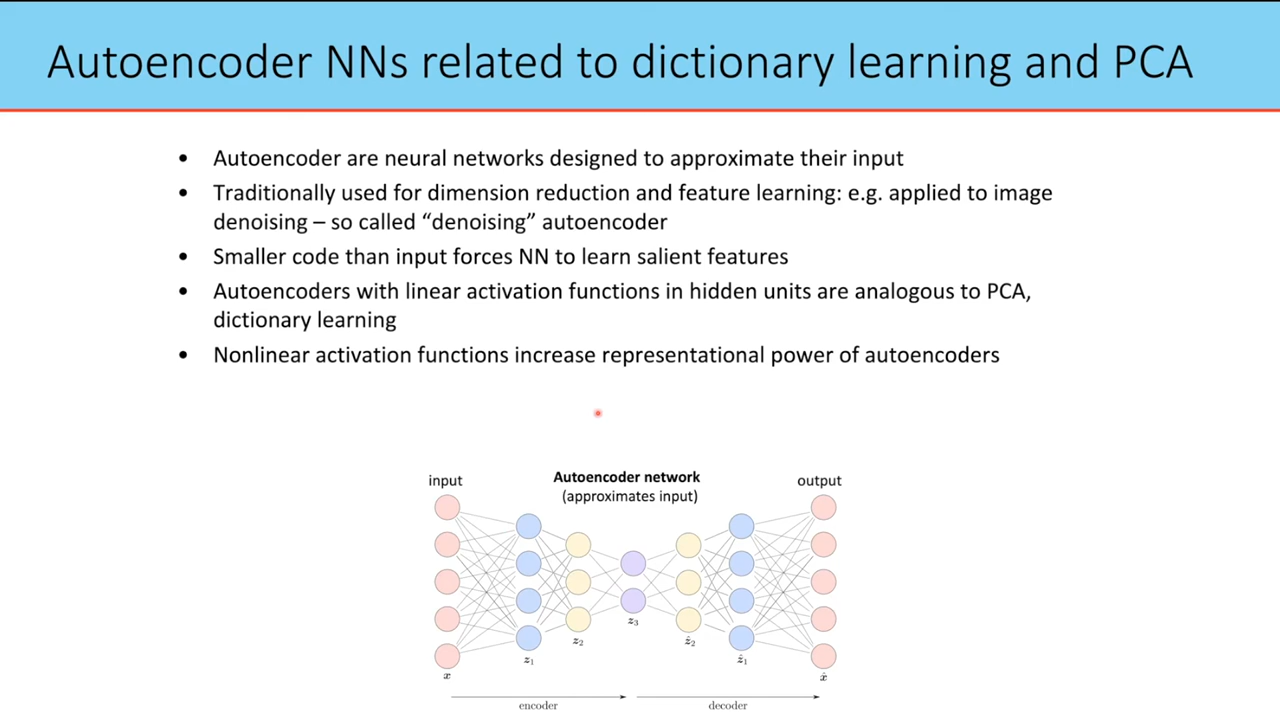 Autoencoder NNs related to dictionary learning and PCA
• Autoencoder are neural networks designed to approximate their input
• Traditionally used for dimension reduction and feature learning: e.g. applied to image
denoising – so called “denoising” autoencoder
• Smaller code than input forces NN to learn salient features
• Autoencoders with linear activation functions in hidden units are analogous to PCA,
dictionary learning
• Nonlinear activation functions increase representational power of autoencoders
input
Autoencoder network
(approximates input)
output
x
z₁
z₂
z₃
ẑ₂
ẑ₁
x̂
encoder
decoder